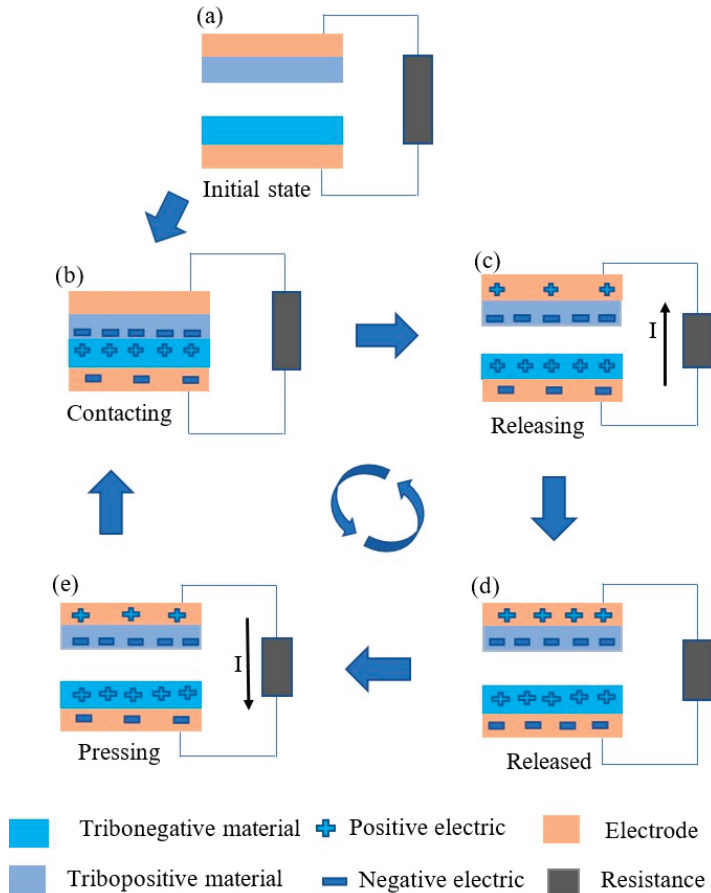 (a)
Initial state
(b)
Contacting
(c)
I
Releasing
(e)
I
Pressing
(d)
Released
Tribonegative material
Positive electric
Electrode
Tribopositive material
Negative electric
Resistance